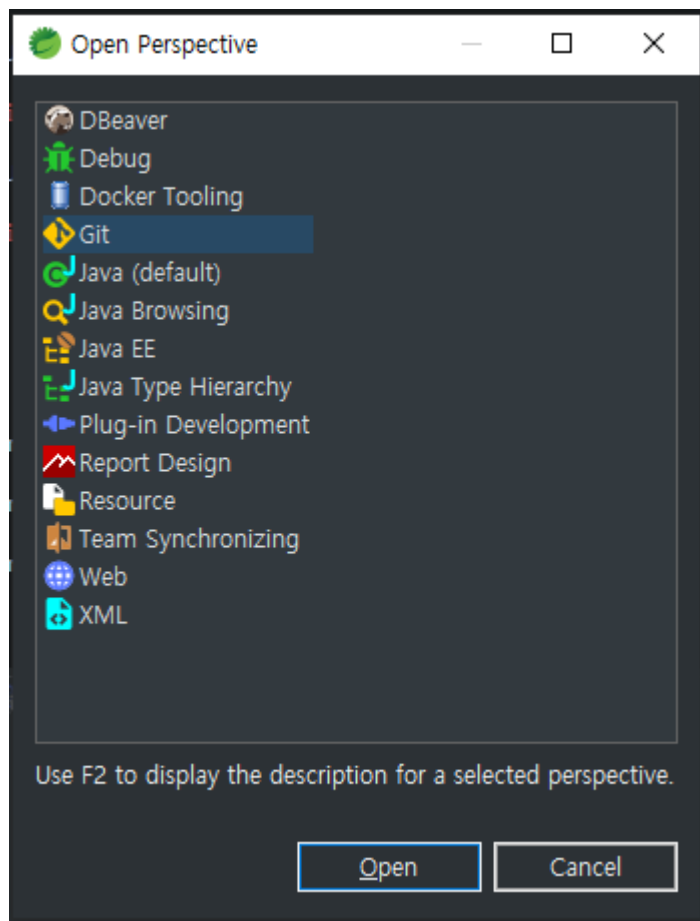 Open Perspective
DBeaver
Debug
Docker Tooling
Git
Java (default)
Java Browsing
Java EE
Java Type Hierarchy
Plug-in Development
Report Design
Resource
Team Synchronizing
Web
XML
Use F2 to display the description for a selected perspective.
Open
Cancel